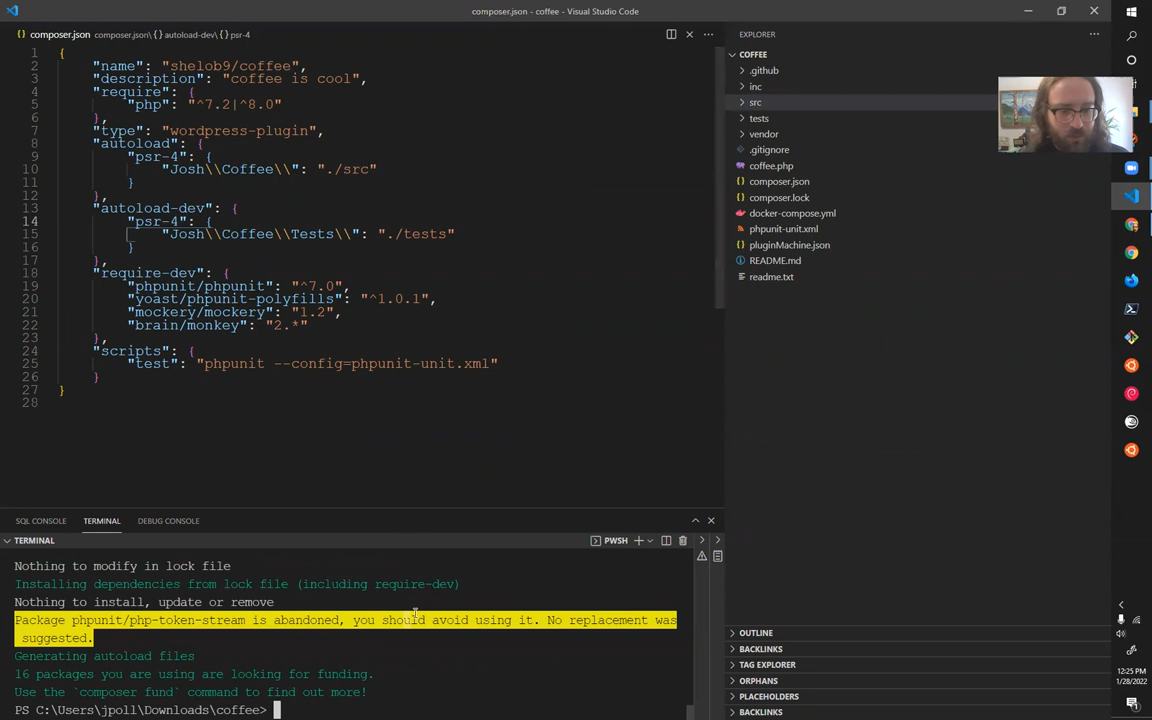 composer.json - coffee - Visual Studio Code
composer.json composer.json\{ } autoload-dev\{ } psr-4
1 {
2 "name": "shelob9/coffee",
3 "description": "coffee is cool",
4 "require": {
5 "php": "^7.2|^8.0"
6 },
7 "type": "wordpress-plugin",
8 "autoload": {
9 "psr-4": {
10 "Josh\\Coffee\\": "./src"
11 }
12 },
13 "autoload-dev": {
14 "psr-4": {
15 "Josh\\Coffee\\Tests\\": "./tests"
16 }
17 },
18 "require-dev": {
19 "phpunit/phpunit": "^7.0",
20 "yoast/phpunit-polyfills": "^1.0.1",
21 "mockery/mockery": "1.2",
22 "brain/monkey": "2.*"
23 },
24 "scripts": {
25 "test": "phpunit --config=phpunit-unit.xml"
26 }
27 }
28
EXPLORER
COFFEE
.github
inc
src
tests
vendor
.gitignore
coffee.php
composer.json
composer.lock
docker-compose.yml
phpunit-unit.xml
pluginMachine.json
README.md
readme.txt
OUTLINE
BACKLINKS
TAG EXPLORER
ORPHANS
PLACEHOLDERS
BACKLINKS
SQL CONSOLE TERMINAL DEBUG CONSOLE
TERMINAL PWSH
Nothing to modify in lock file
Installing dependencies from lock file (including require-dev)
Nothing to install, update or remove
Package phpunit/php-token-stream is abandoned, you should avoid using it. No replacement was
suggested.
Generating autoload files
16 packages you are using are looking for funding.
Use the `composer fund` command to find out more!
PS C:\Users\jpoll\Downloads\coffee>
12:25 PM
1/28/2022